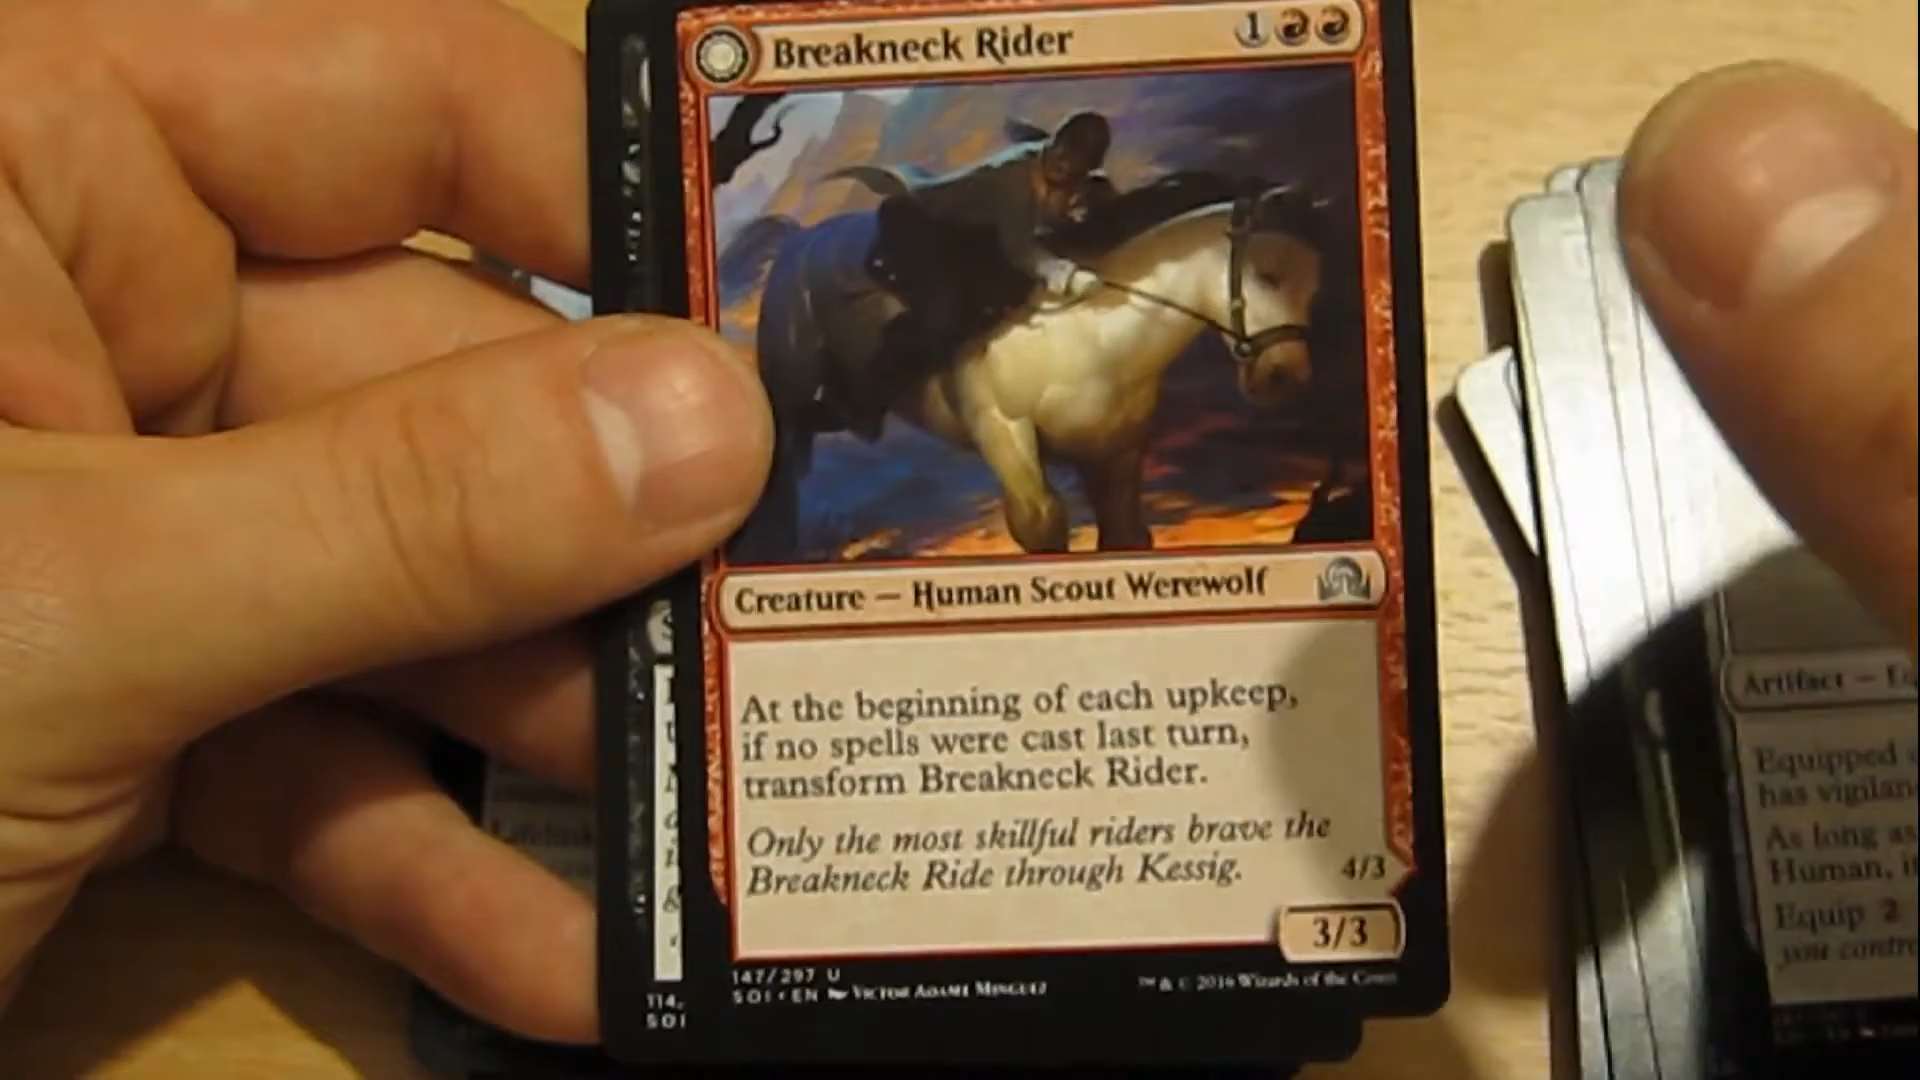 Breakneck Rider
1
Creature — Human Scout Werewolf
At the beginning of each upkeep,
if no spells were cast last turn,
transform Breakneck Rider.
Only the most skillful riders brave the
Breakneck Ride through Kessig.
4/3
3/3
147/297 U
SOI • EN Victor Adame Minguez
™ & © 2016 Wizards of the Coast
114
SOI
Artifact —
Equipped
has
As long as
Human,
Equip 2
you